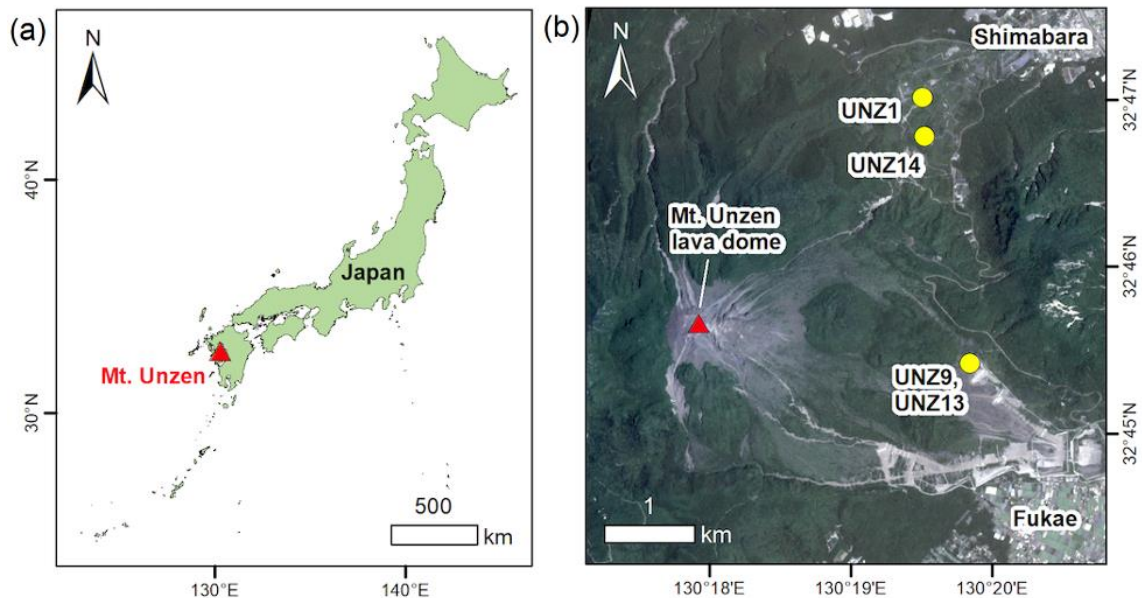 (a)
N
40°N
30°N
Japan
Mt. Unzen
500
km
130°E
140°E
(b)
N
Shimabara
UNZ1
UNZ14
Mt. Unzen
lava dome
UNZ9,
UNZ13
Fukae
1
km
32°47'N
32°46'N
32°45'N
130°18'E
130°19'E
130°20'E